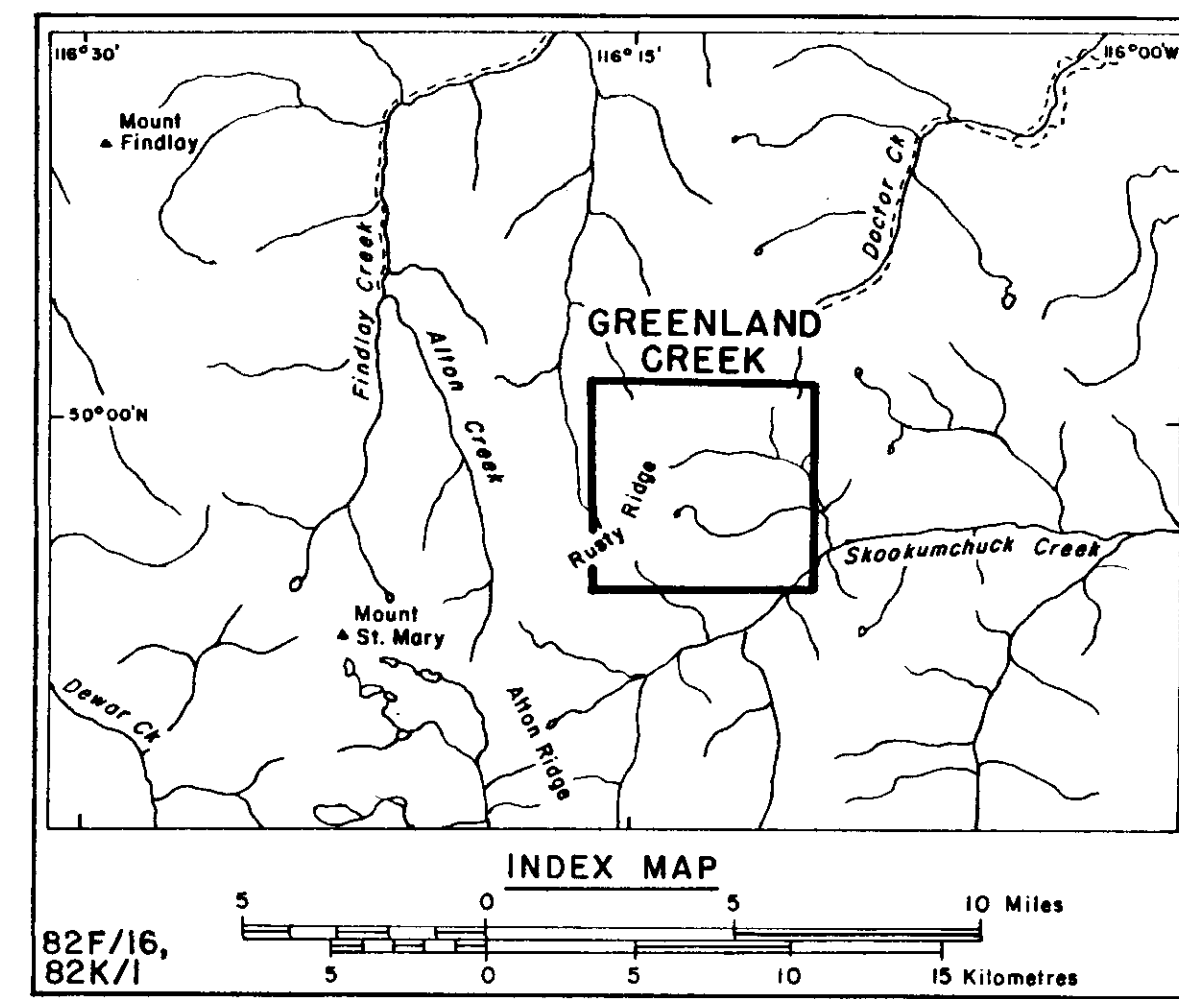 116° 30'
116° 15'
116° 00'W
Mount
Findlay
Doctor Ck
Findlay Creek
Alton Creek
GREENLAND
CREEK
50° 00'N
Rusty Ridge
Skookumchuck Creek
Mount
St. Mary
Dewar Ck
Alton Ridge
INDEX MAP
5 0 5 10 Miles
82F/16,
82K/1
5 0 5 10 15 Kilometres